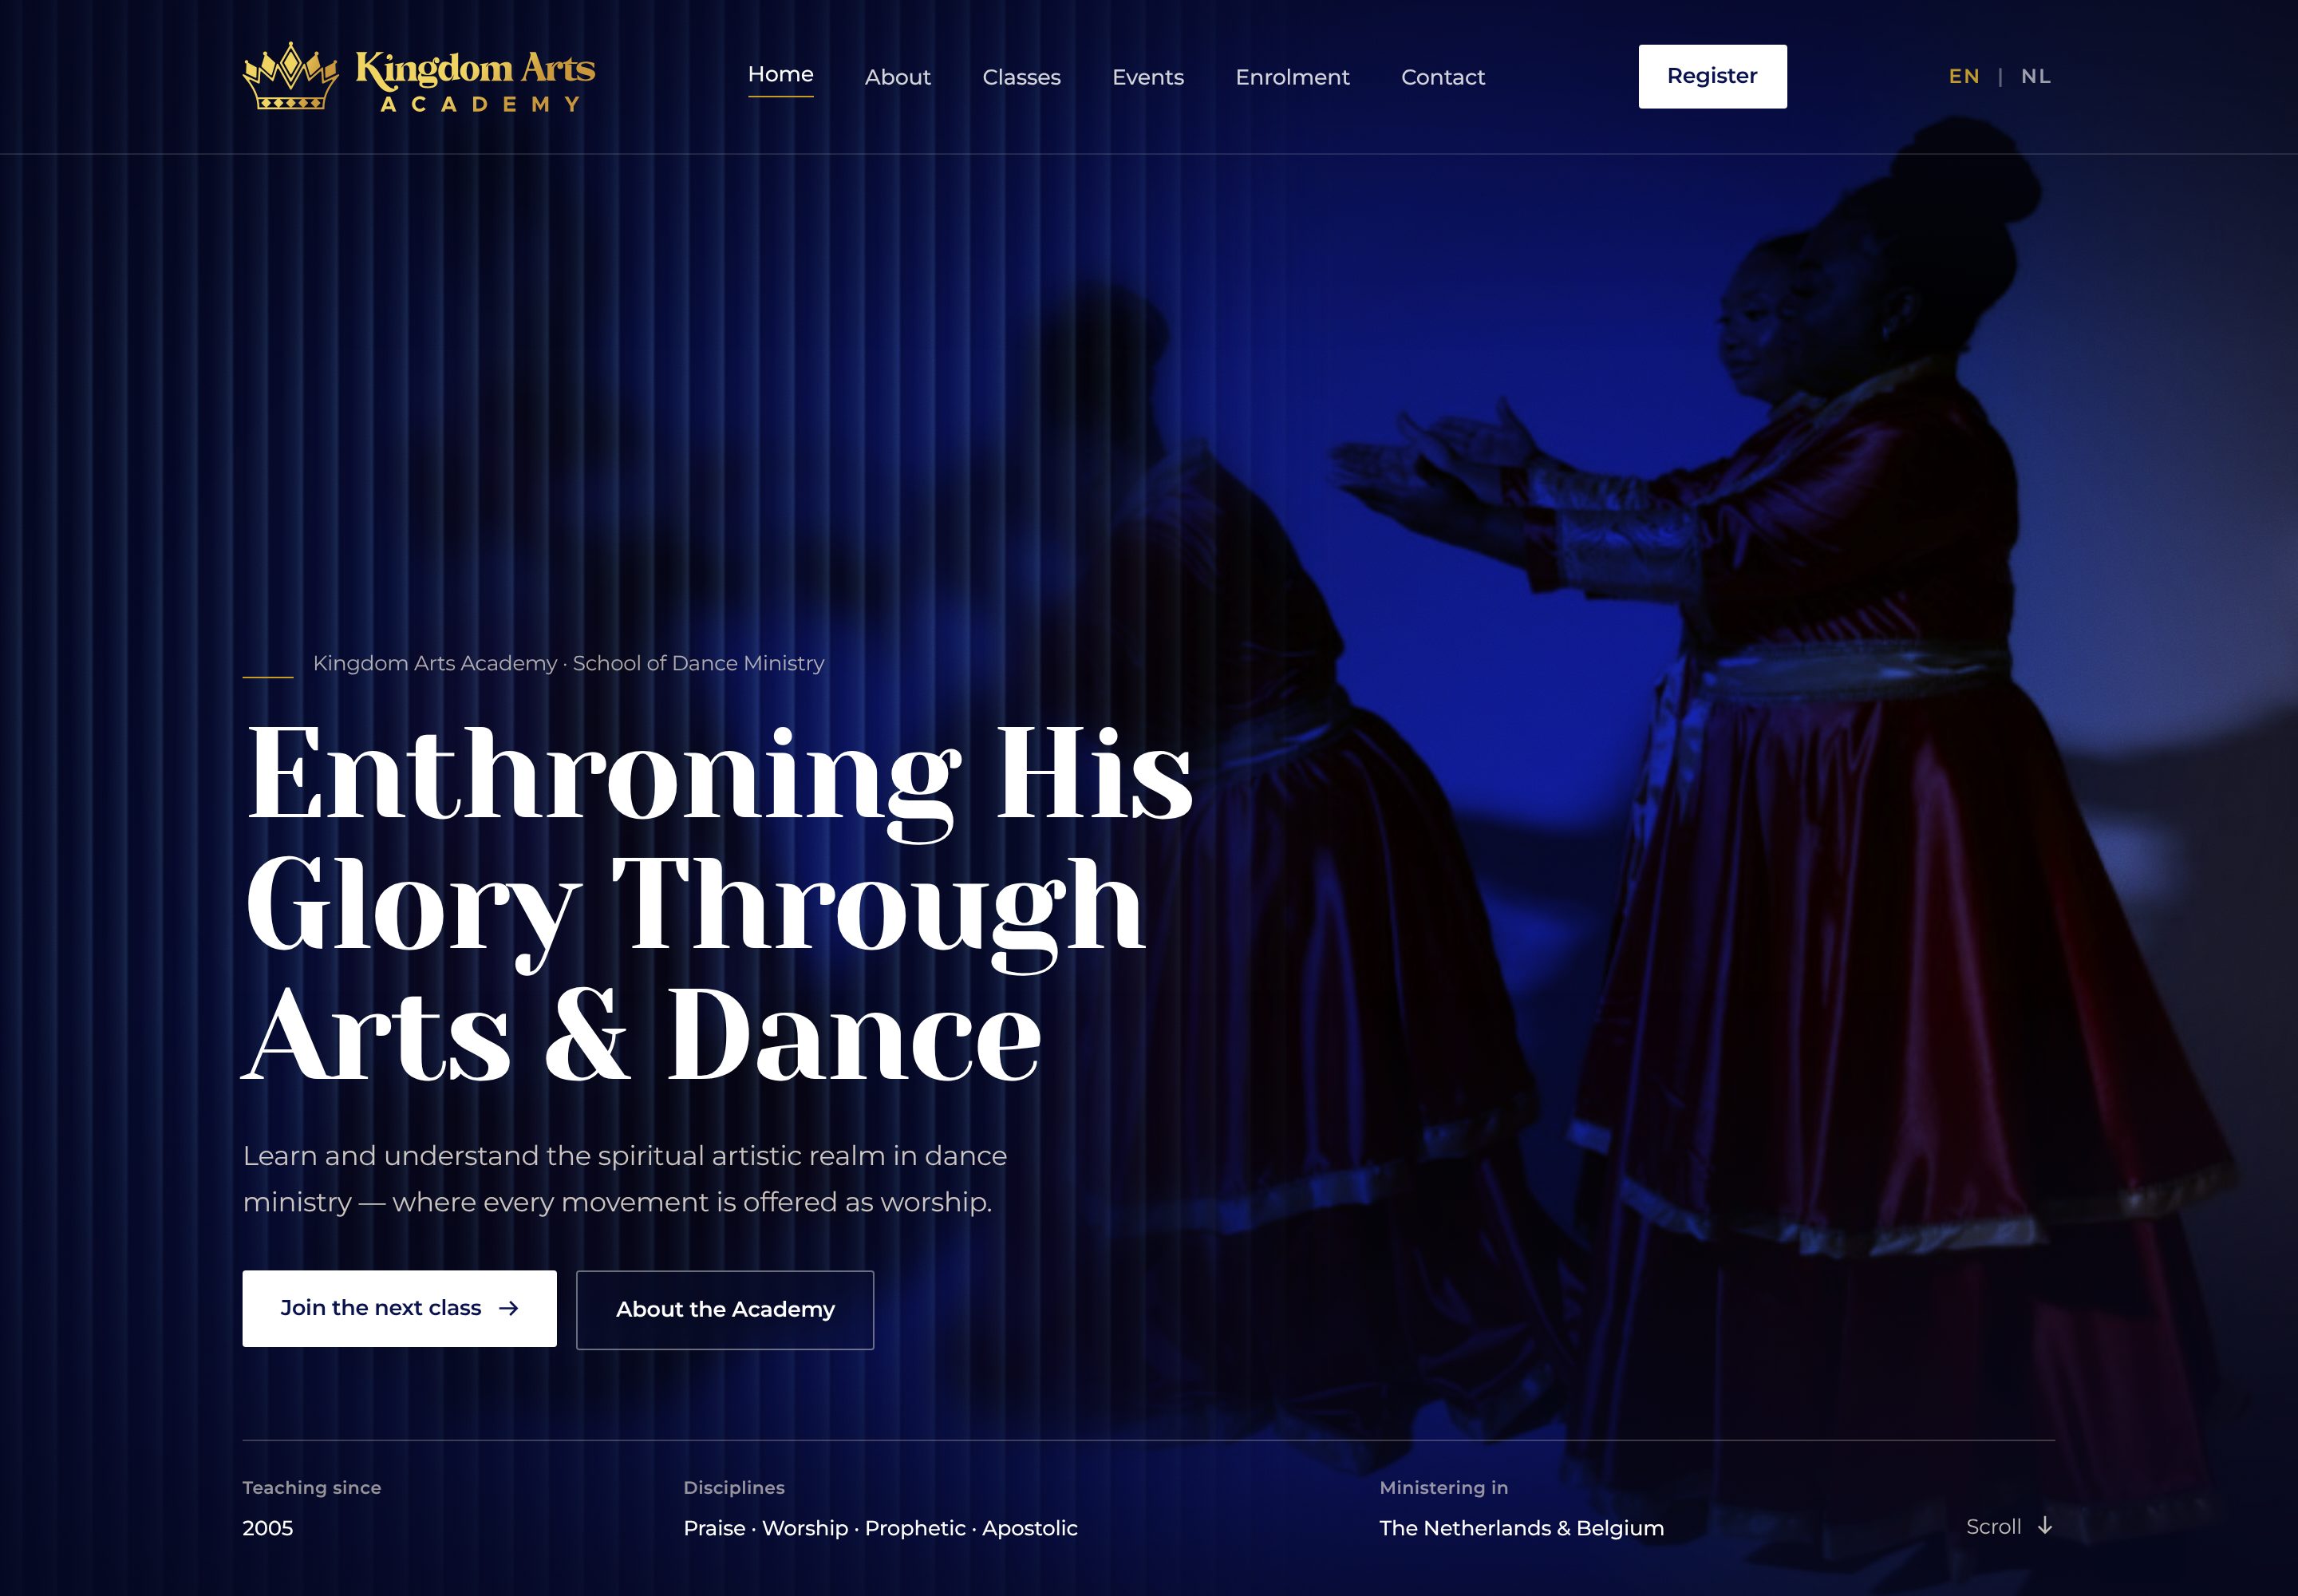 Kingdom Arts
ACADEMY
Home
About
Classes
Events
Enrolment
Contact
Register
EN | NL
Kingdom Arts Academy · School of Dance Ministry
Enthroning His
Glory Through
Arts & Dance
Learn and understand the spiritual artistic realm in dance
ministry — where every movement is offered as worship.
Join the next class →
About the Academy
Teaching since
2005
Disciplines
Praise · Worship · Prophetic · Apostolic
Ministering in
The Netherlands & Belgium
Scroll ↓